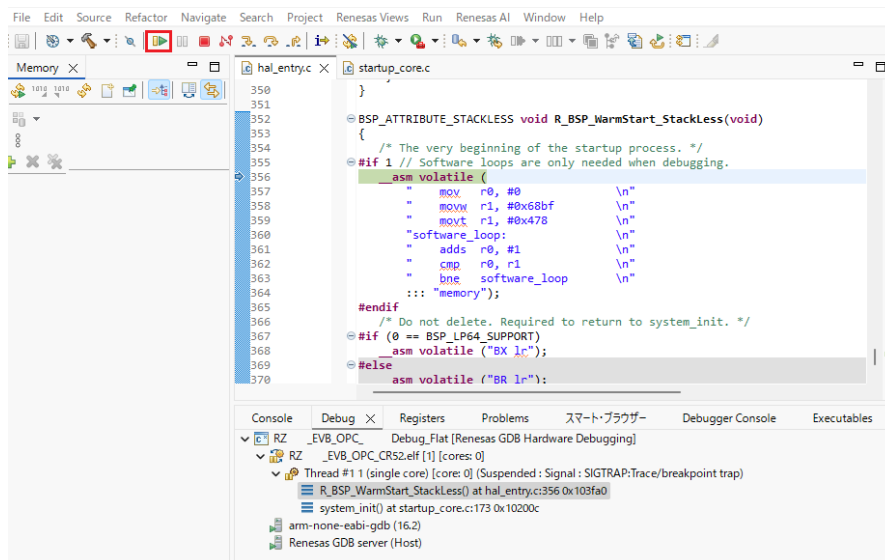 File Edit Source Refactor Navigate Search Project Renesas Views Run Renesas AI Window Help
Memory
hal_entry.c startup_core.c
350 }
351
352 BSP_ATTRIBUTE_STACKLESS void R_BSP_WarmStart_StackLess(void)
353 {
354 /* The very beginning of the startup process. */
355 #if 1 // Software loops are only needed when debugging.
356 __asm volatile (
357 " mov r0, #0 \n"
358 " movw r1, #0x68bf \n"
359 " movt r1, #0x478 \n"
360 "software_loop: \n"
361 " adds r0, #1 \n"
362 " cmp r0, r1 \n"
363 " bne software_loop \n"
364 ::: "memory");
365 #endif
366 /* Do not delete. Required to return to system_init. */
367 #if (0 == BSP_LP64_SUPPORT)
368 __asm volatile ("BX lr");
369 #else
370 __asm volatile ("BR lr");
Console Debug Registers Problems スマート・ブラウザー Debugger Console Executables
RZ _EVB_OPC_ Debug_Flat [Renesas GDB Hardware Debugging]
RZ _EVB_OPC_CR52.elf [1] [cores: 0]
Thread #1 1 (single core) [core: 0] (Suspended : Signal : SIGTRAP:Trace/breakpoint trap)
R_BSP_WarmStart_StackLess() at hal_entry.c:356 0x103fa0
system_init() at startup_core.c:173 0x10200c
arm-none-eabi-gdb (16.2)
Renesas GDB server (Host)